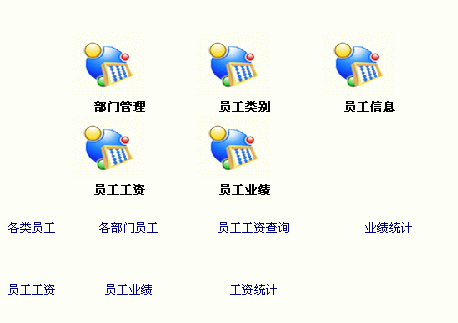 部门管理 员工类别 员工信息
员工工资 员工业绩
各类员工 各部门员工 员工工资查询 业绩统计
员工工资 员工业绩 工资统计